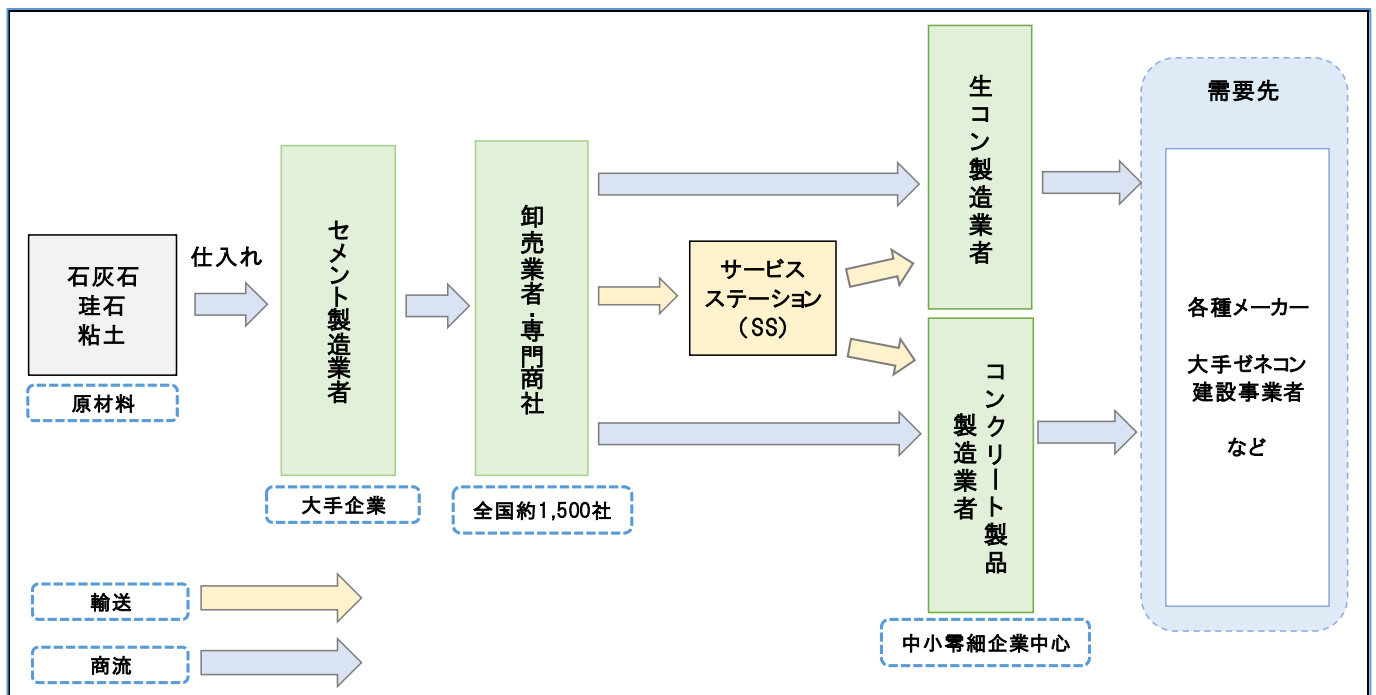 石灰石
珪石
粘土
原材料
仕入れ
セメント製造業者
大手企業
卸売業者・専門商社
全国約1,500社
サービス
ステーション
（SS）
生コン製造業者
コンクリート製品
製造業者
中小零細企業中心
需要先
各種メーカー
大手ゼネコン
建設事業者
など
輸送
商流